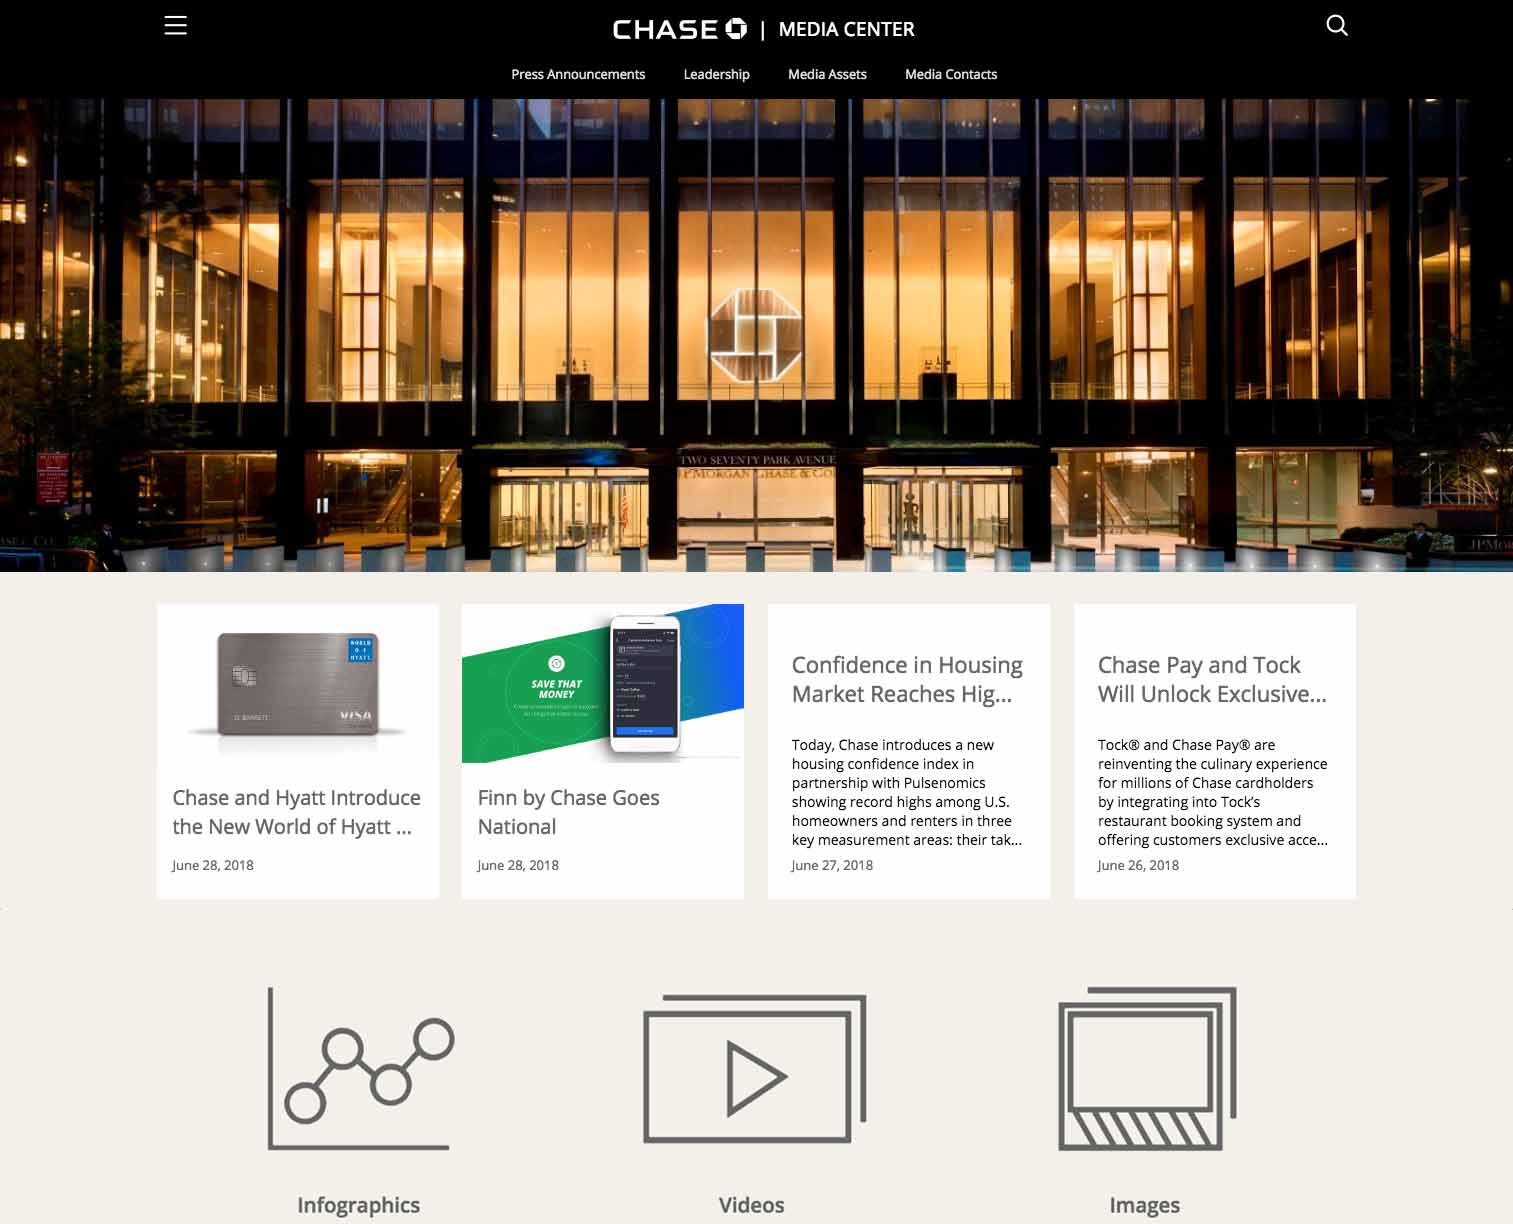 CHASE | MEDIA CENTER
Press Announcements
Leadership
Media Assets
Media Contacts
TWO SEVENTY PARK AVENUE
JPMORGAN CHASE & CO
WORLD
OF
HYATT
VISA
SAVE THAT
MONEY
Chase and Hyatt Introduce
the New World of Hyatt ...
June 28, 2018
Finn by Chase Goes
National
June 28, 2018
Confidence in Housing
Market Reaches Hig...
Today, Chase introduces a new
housing confidence index in
partnership with Pulsenomics
showing record highs among U.S.
homeowners and renters in three
key measurement areas: their tak...
June 27, 2018
Chase Pay and Tock
Will Unlock Exclusive...
Tock® and Chase Pay® are
reinventing the culinary experience
for millions of Chase cardholders
by integrating into Tock’s
restaurant booking system and
offering customers exclusive acce...
June 26, 2018
Infographics
Videos
Images